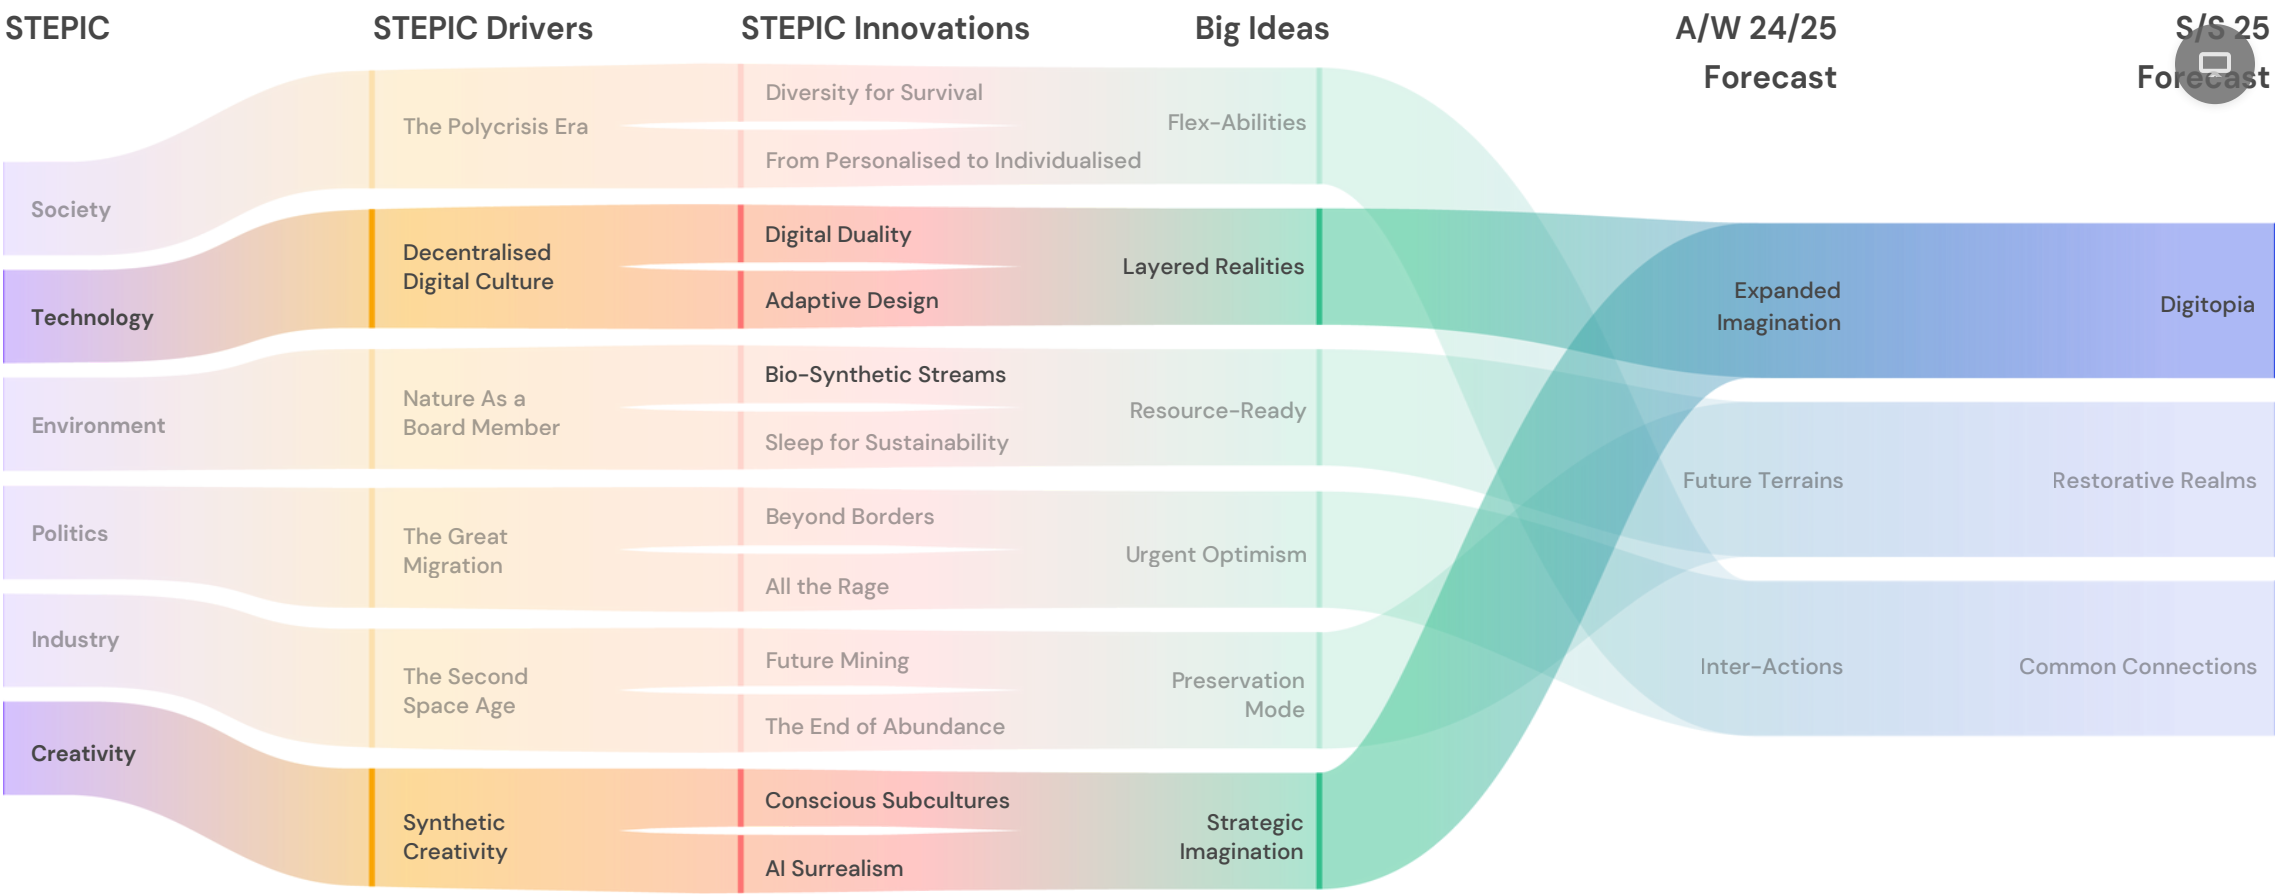 STEPIC
STEPIC Drivers
STEPIC Innovations
Big Ideas
A/W 24/25
Forecast
S/S 25
Forecast
Society
Technology
Environment
Politics
Industry
Creativity
The Polycrisis Era
Decentralised
Digital Culture
Nature As a
Board Member
The Great
Migration
The Second
Space Age
Synthetic
Creativity
Diversity for Survival
From Personalised to Individualised
Digital Duality
Adaptive Design
Bio-Synthetic Streams
Sleep for Sustainability
Beyond Borders
All the Rage
Future Mining
The End of Abundance
Conscious Subcultures
AI Surrealism
Flex-Abilities
Layered Realities
Resource-Ready
Urgent Optimism
Preservation
Mode
Strategic
Imagination
Expanded
Imagination
Future Terrains
Inter-Actions
Digitopia
Restorative Realms
Common Connections